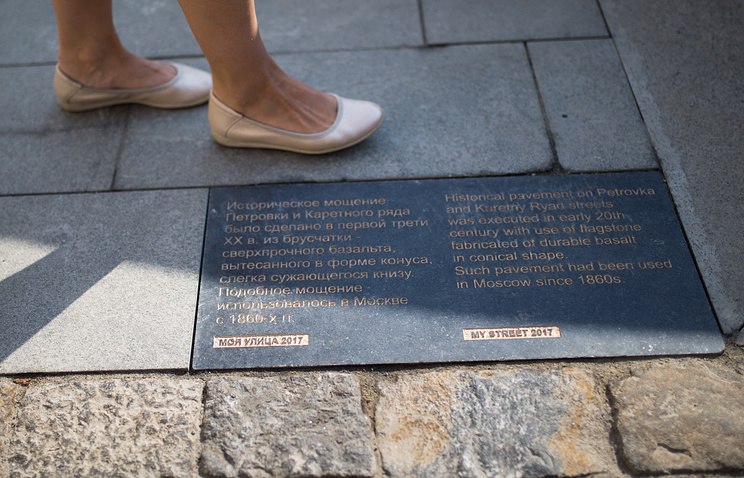 Историческое мощение
Петровки и Каретного ряда
было сделано в первой трети
XX в. из брусчатки -
сверхпрочного базальта,
вытесанного в форме конуса,
слегка сужающегося книзу.
Подобное мощение
использовалось в Москве
с 1860-х гг.
МОЯ УЛИЦА 2017
Historical pavement on Petrovka
and Karetniy Ryan streets
was executed in early 20th
century with use of flagstone
fabricated of durable basalt
in conical shape.
Such pavement had been used
in Moscow since 1860s.
MY STREET 2017